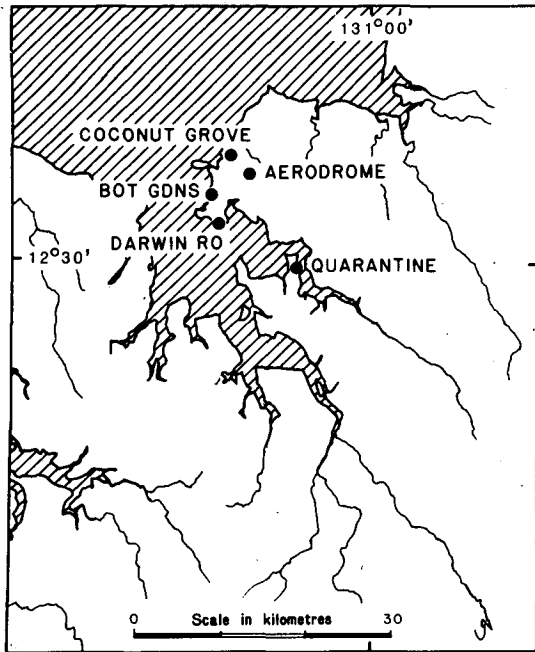 131°00'
COCONUT GROVE
AERODROME
BOT GDNS
DARWIN RO
12°30'
QUARANTINE
0 Scale in kilometres 30